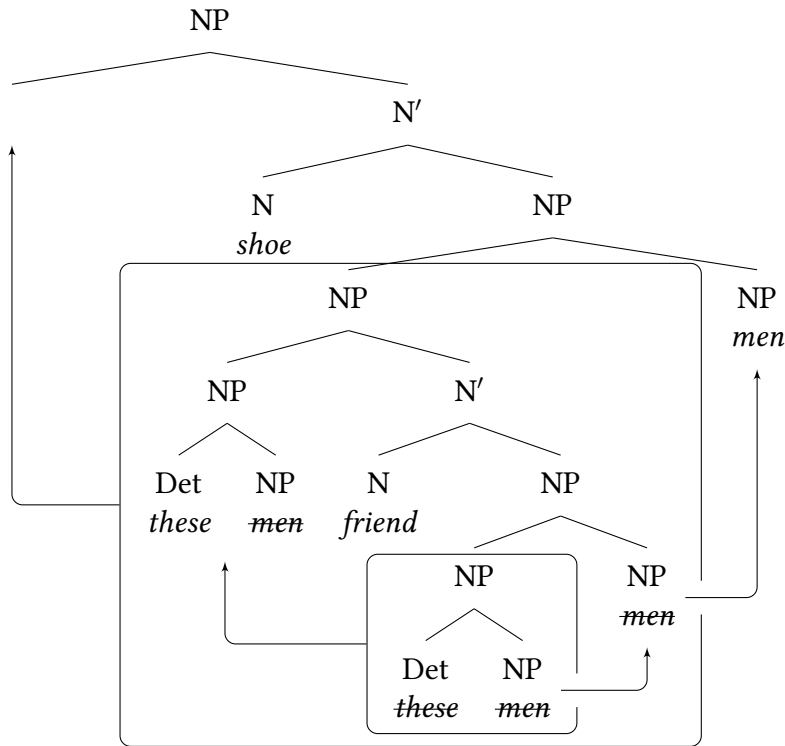 NP
N′
N NP
shoe
NP NP
men
NP N′
Det NP N NP
these men friend
NP NP
men
Det NP
these men